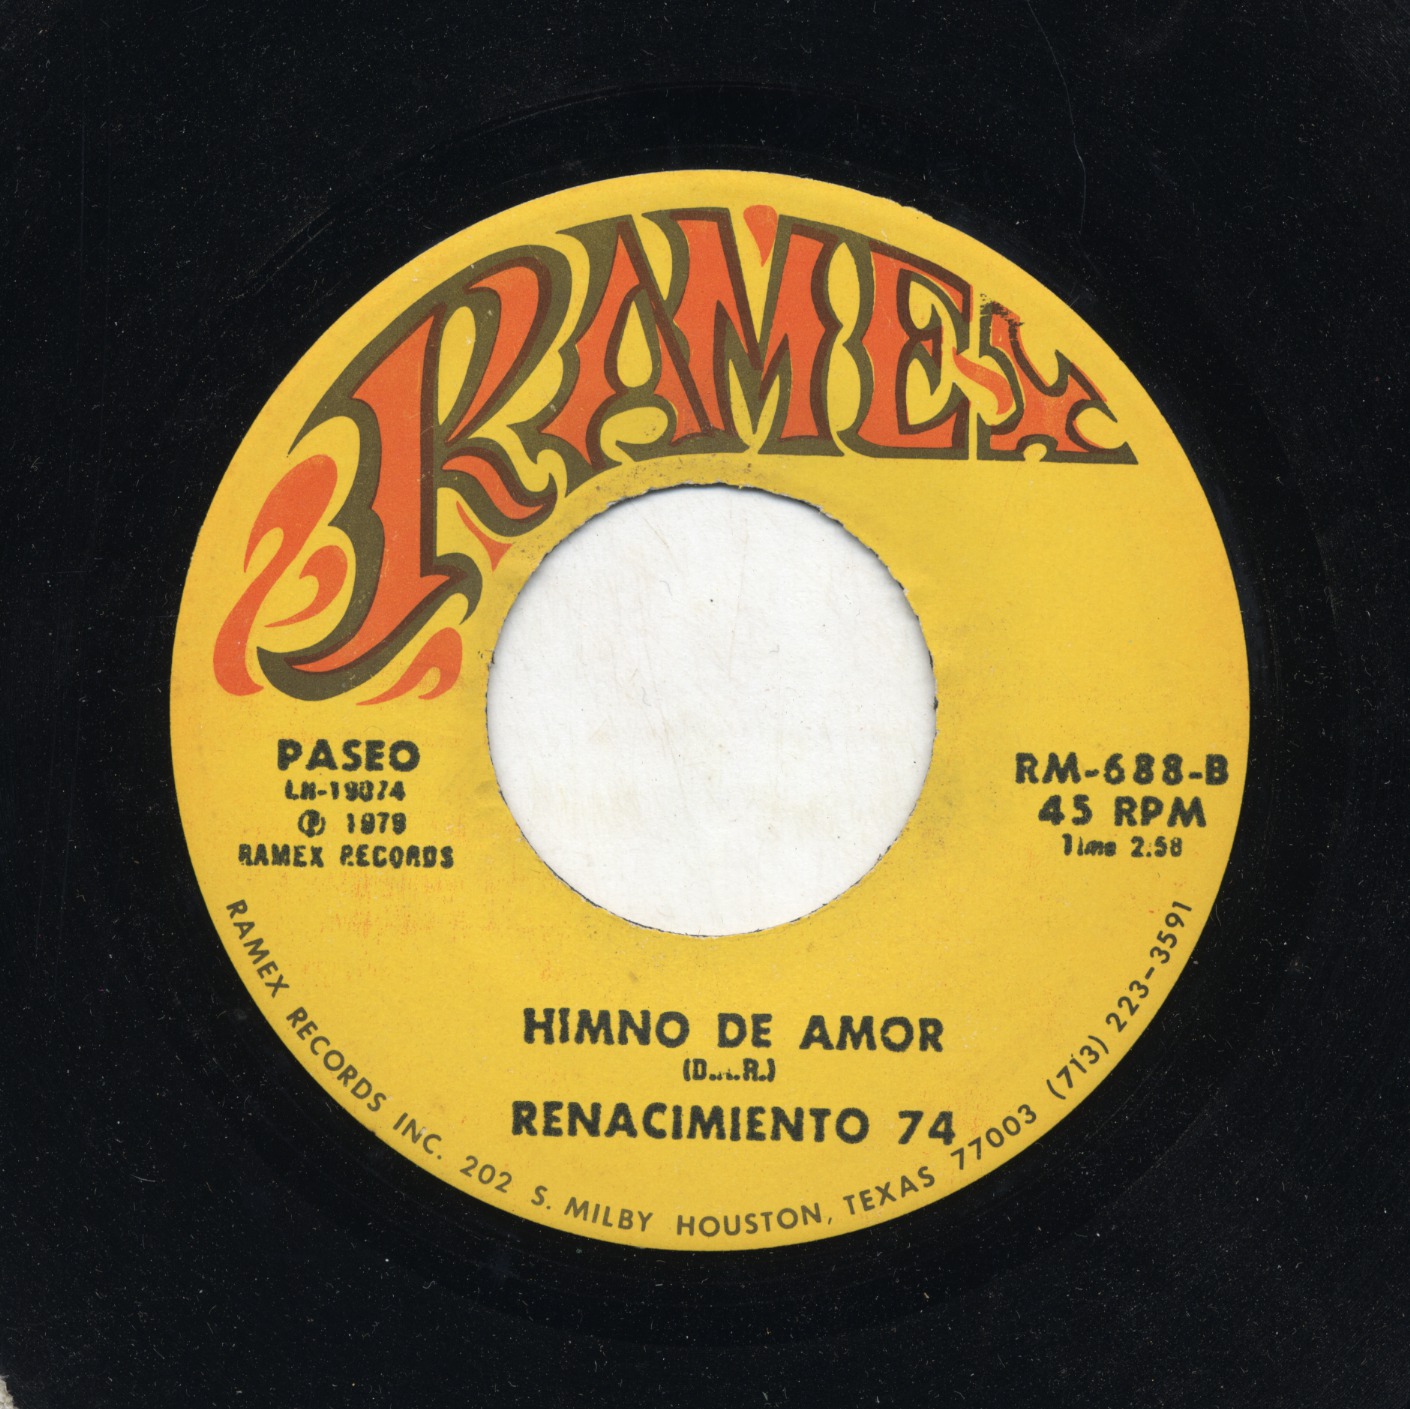 RAMEX
PASEO
LH-19074
Ⓟ 1979
RAMEX RECORDS
RM-688-B
45 RPM
Time 2:58
HIMNO DE AMOR
RENACIMIENTO 74
RAMEX RECORDS INC. 202 S. MILBY HOUSTON, TEXAS 77003 (713) 223-3591